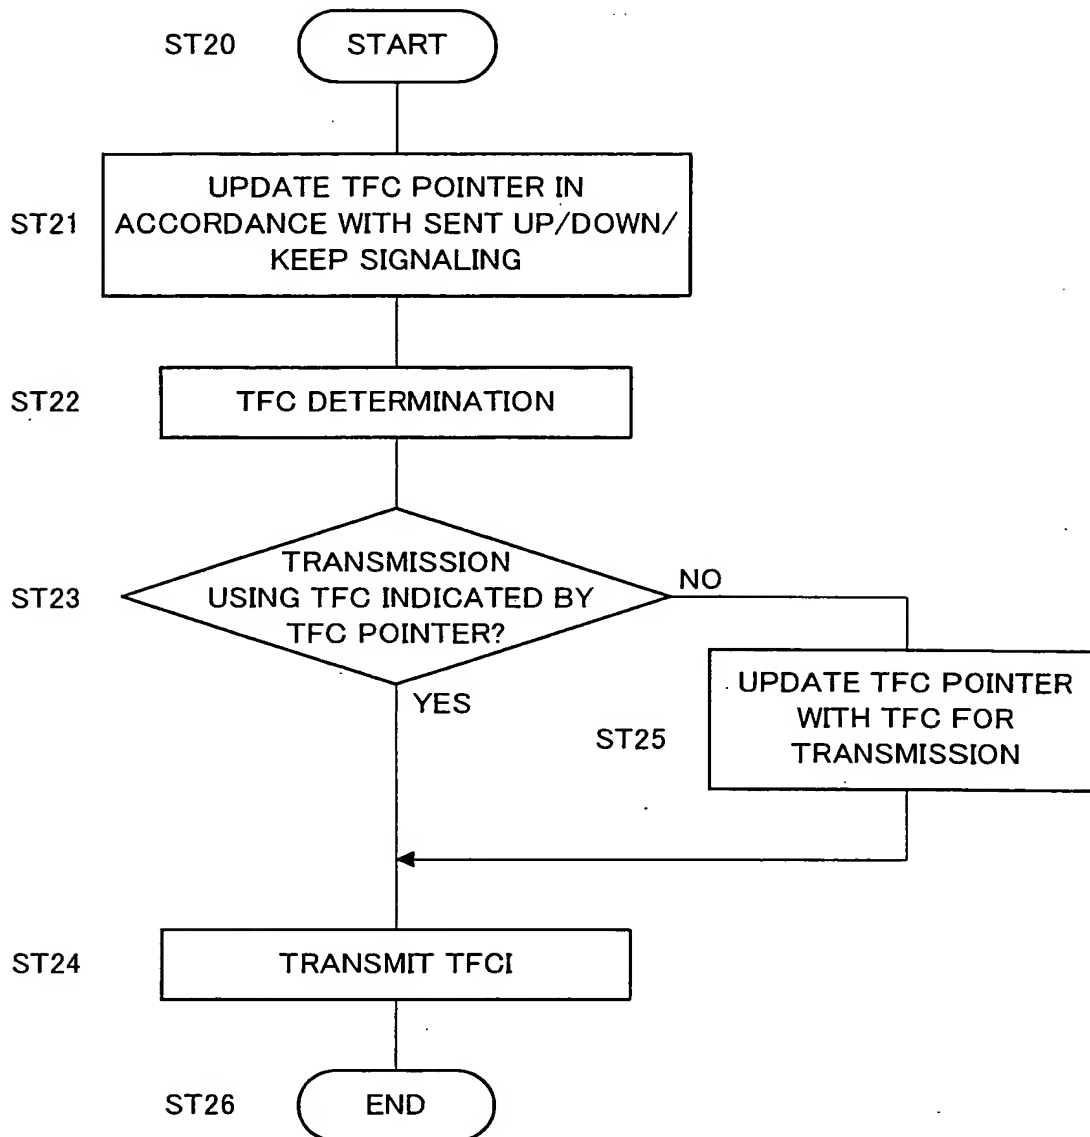 ST20
START
ST21
UPDATE TFC POINTER IN
ACCORDANCE WITH SENT UP/DOWN/
KEEP SIGNALING
ST22
TFC DETERMINATION
ST23
TRANSMISSION
USING TFC INDICATED BY
TFC POINTER?
NO
YES
ST25
UPDATE TFC POINTER
WITH TFC FOR
TRANSMISSION
ST24
TRANSMIT TFCI
ST26
END